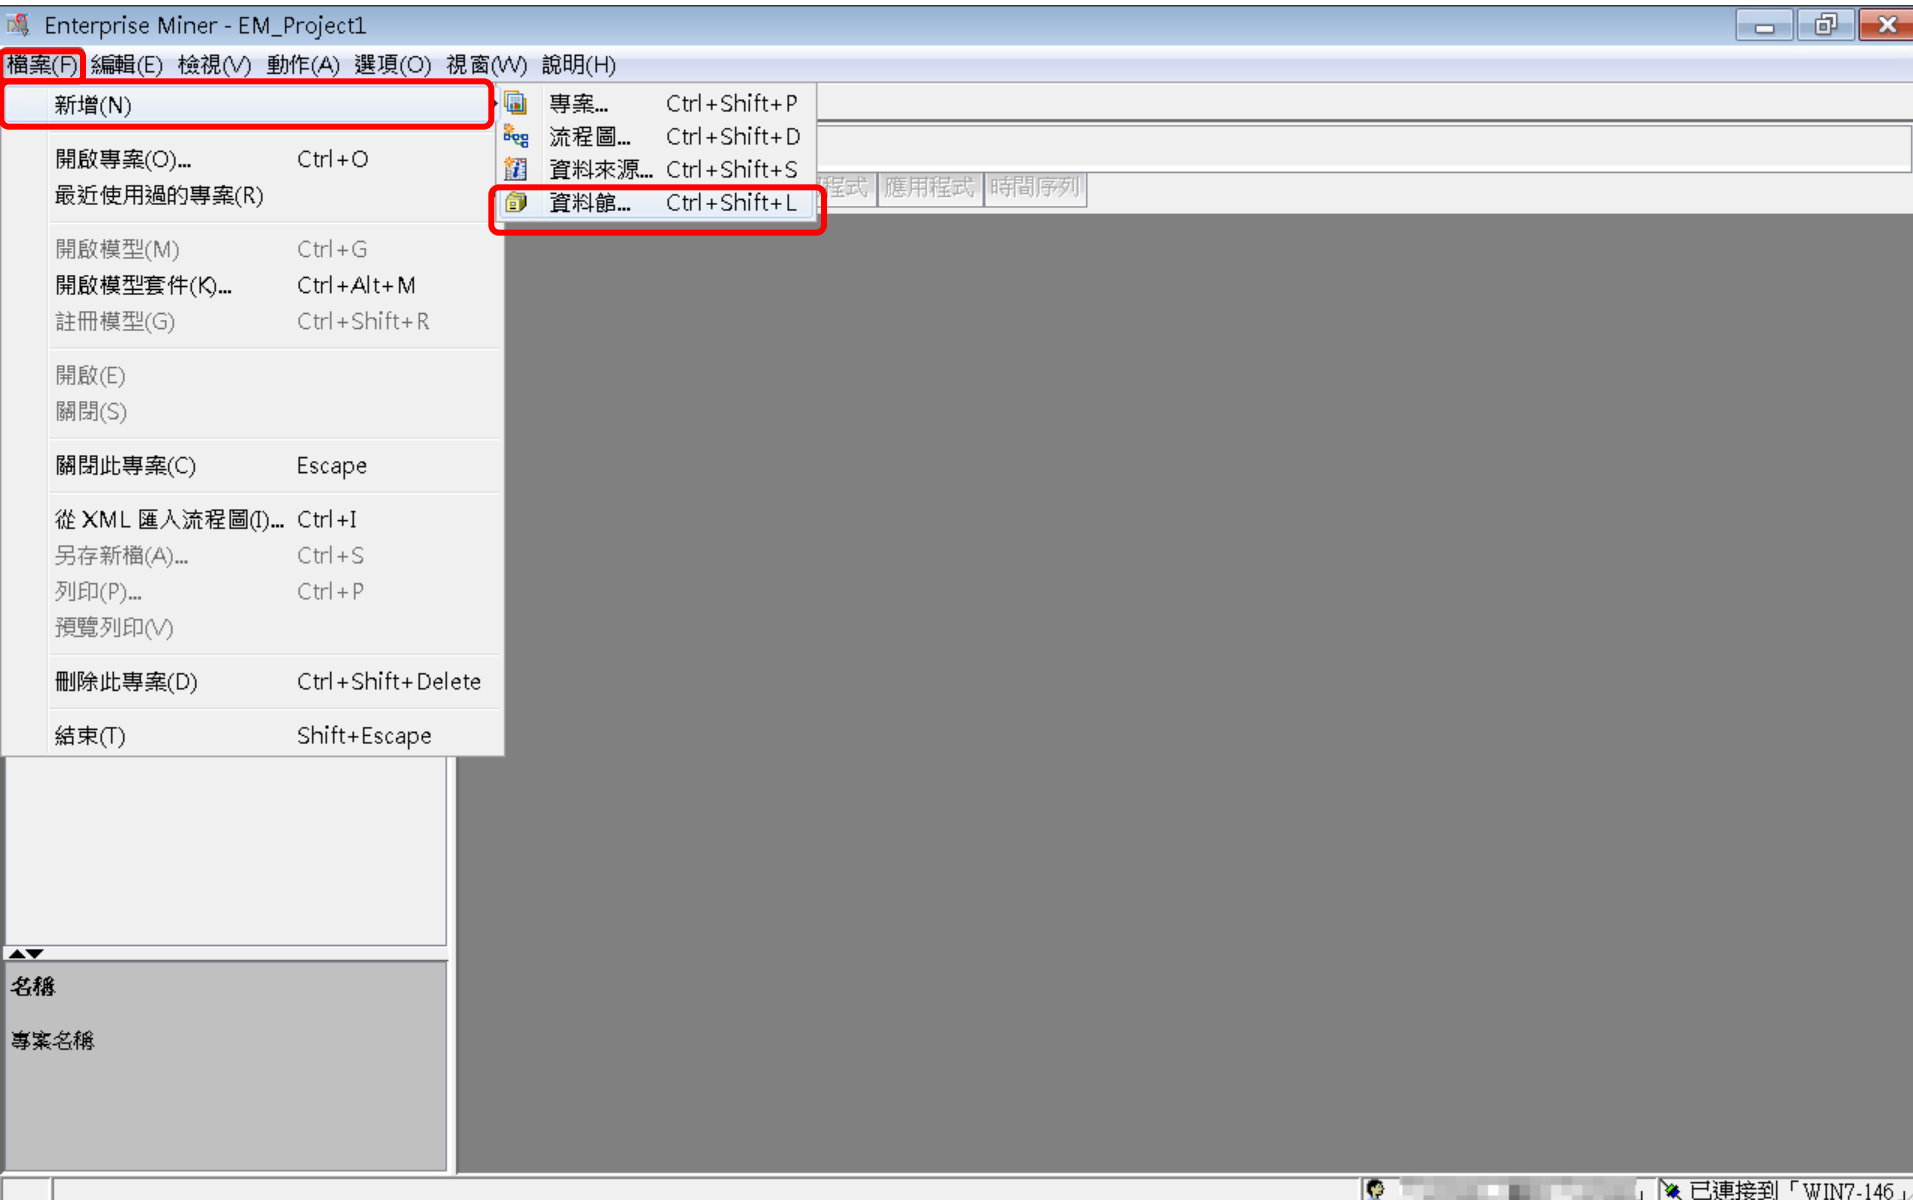 Enterprise Miner - EM_Project1
檔案(F) 編輯(E) 檢視(V) 動作(A) 選項(O) 視窗(W) 說明(H)
新增(N)
專案... Ctrl+Shift+P
流程圖... Ctrl+Shift+D
資料來源... Ctrl+Shift+S
資料館... Ctrl+Shift+L
程式 應用程式 時間序列
開啟專案(O)... Ctrl+O
最近使用過的專案(R)
開啟模型(M) Ctrl+G
開啟模型套件(K)... Ctrl+Alt+M
註冊模型(G) Ctrl+Shift+R
開啟(E)
關閉(S)
關閉此專案(C) Escape
從 XML 匯入流程圖(I)... Ctrl+I
另存新檔(A)... Ctrl+S
列印(P)... Ctrl+P
預覽列印(V)
刪除此專案(D) Ctrl+Shift+Delete
結束(T) Shift+Escape
名稱
專案名稱
」 已連接到「WIN7-146」